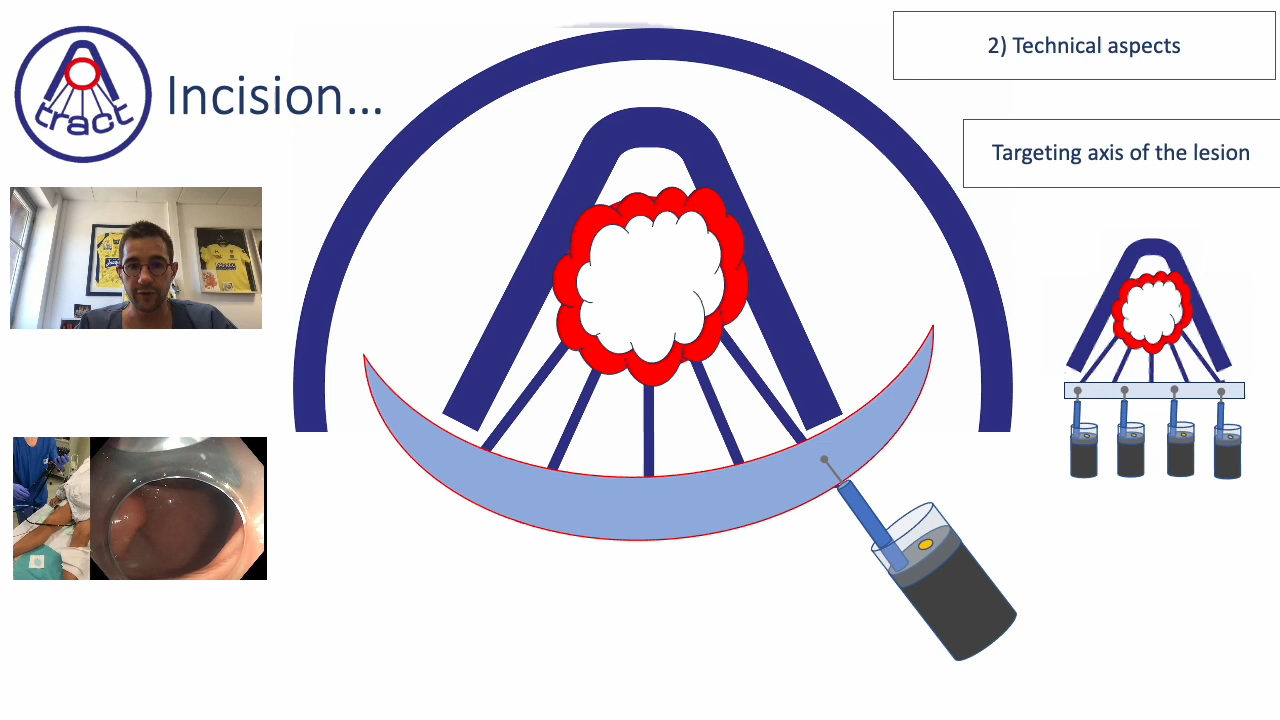 2) Technical aspects
Incision...
tract
Targeting axis of the lesion